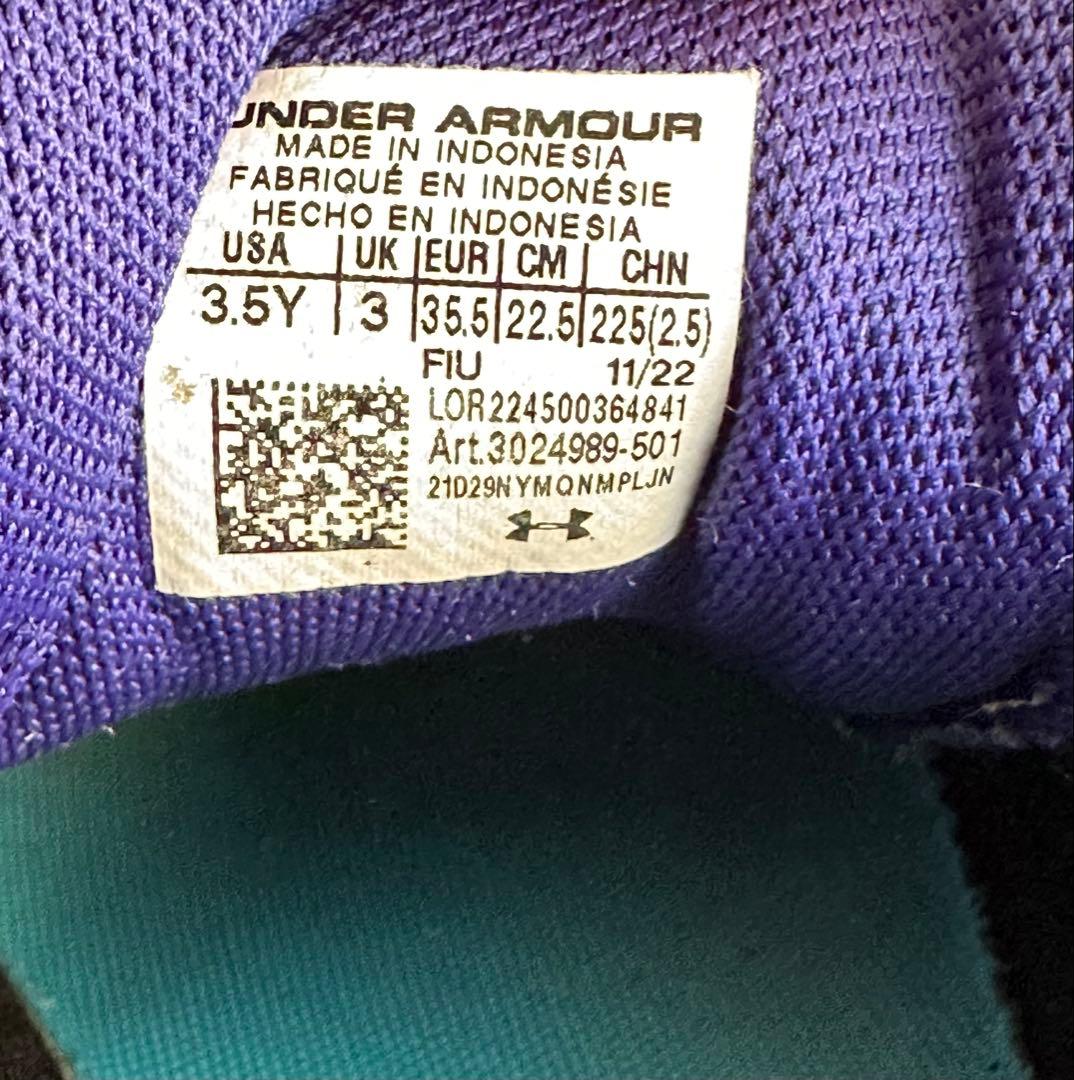 UNDER ARMOUR
MADE IN INDONESIA
FABRIQUÉ EN INDONÉSIE
HECHO EN INDONESIA
USA | UK | EUR | CM | CHN
3.5Y | 3 | 35.5 | 22.5 | 225(2.5)
FIU 11/22
LOR224500364841
Art.3024989-501
21D29NYMQNMPLJN